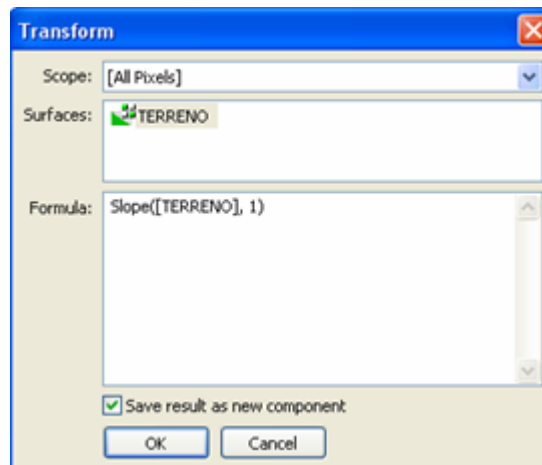 Transform
Scope: [All Pixels]
Surfaces: TERRENO
Formula: Slope([TERRENO], 1)
Save result as new component
OK Cancel